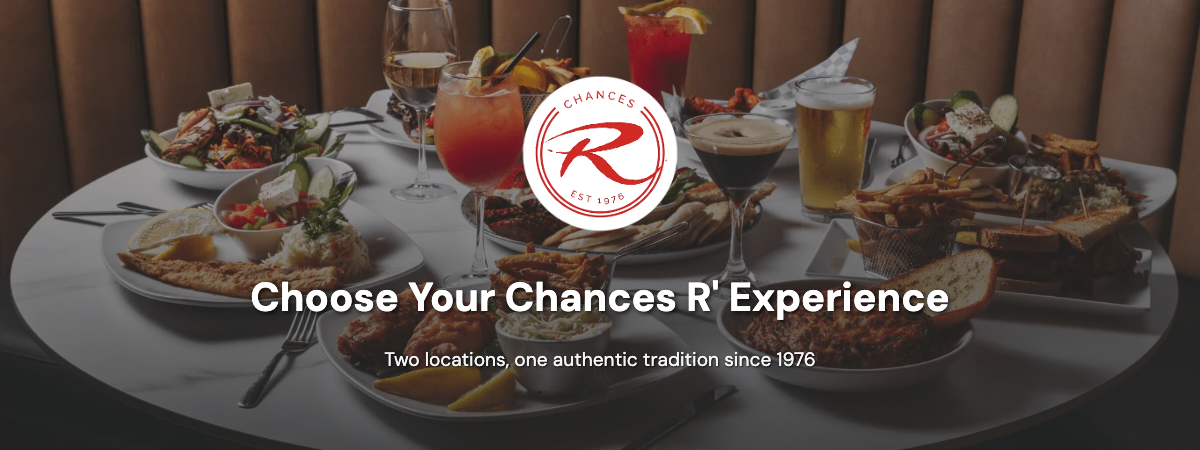 CHANCES
R
EST 1976
Choose Your Chances R' Experience
Two locations, one authentic tradition since 1976